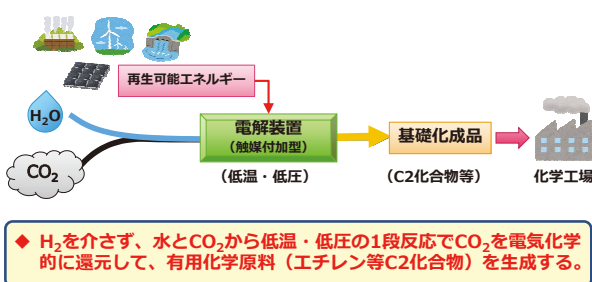 再生可能エネルギー
H₂O
電解装置
(触媒付加型)
基礎化成品
CO₂
(低温・低圧)
(C2化合物等)
化学工場
◆ H₂を介さず、水とCO₂から低温・低圧の1段反応でCO₂を電気化学
的に還元して、有用化学原料（エチレン等C2化合物）を生成する。